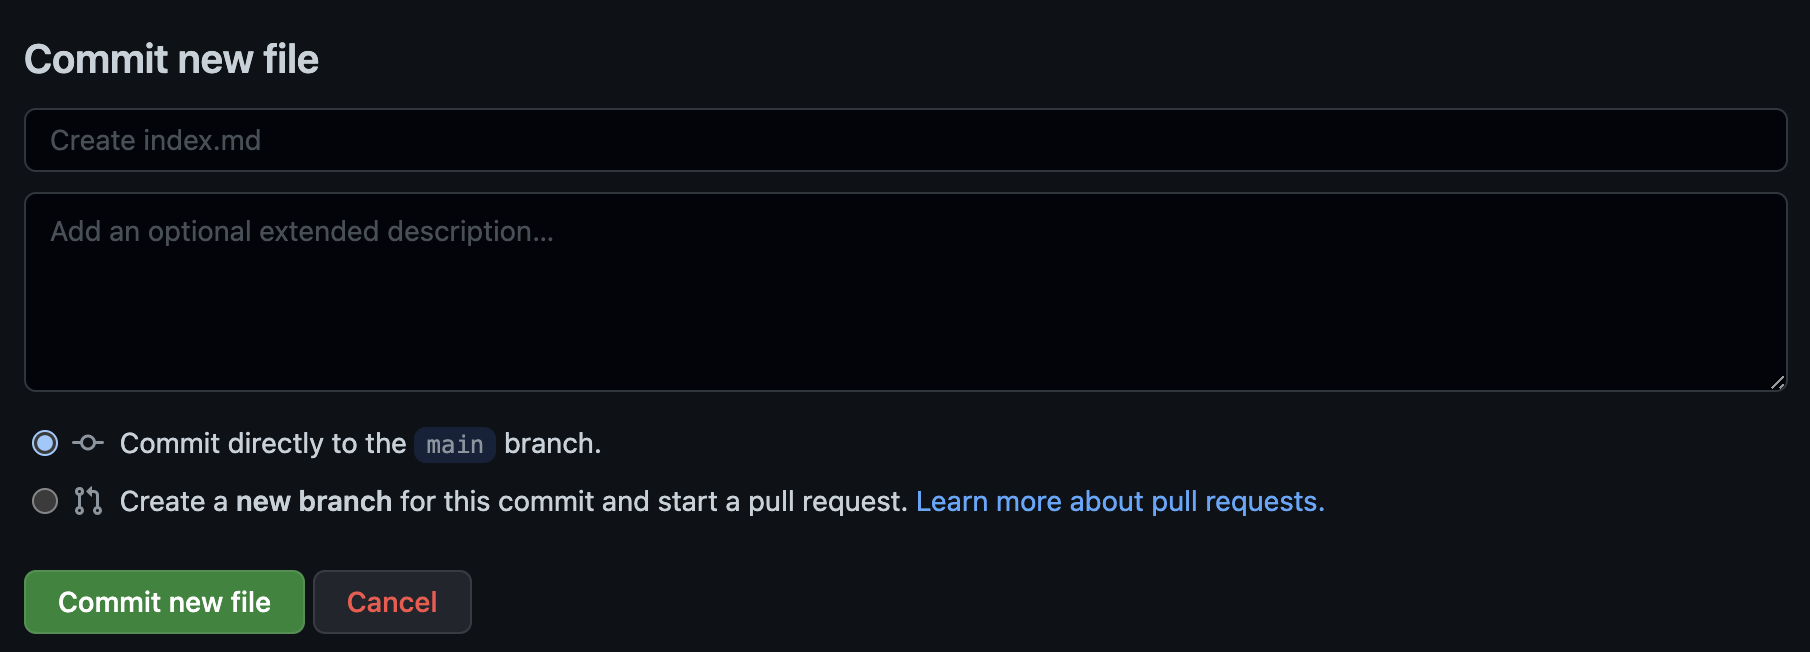 Commit new file
Create index.md
Add an optional extended description...
Commit directly to the main branch.
Create a new branch for this commit and start a pull request. Learn more about pull requests.
Commit new file
Cancel